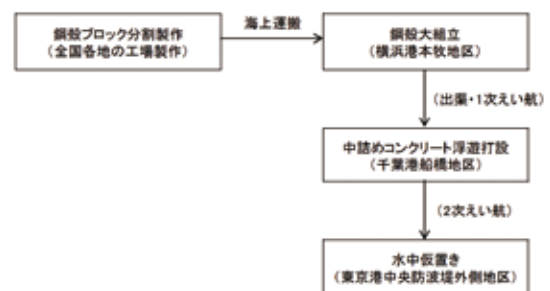 鋼殻ブロック分割製作
(全国各地の工場製作)
海上運搬
鋼殻大組立
(横浜港本牧地区)
(出渠・1次えい航)
中詰めコンクリート浮遊打設
(千葉港船橋地区)
(2次えい航)
水中仮置き
(東京港中央防波堤外側地区)